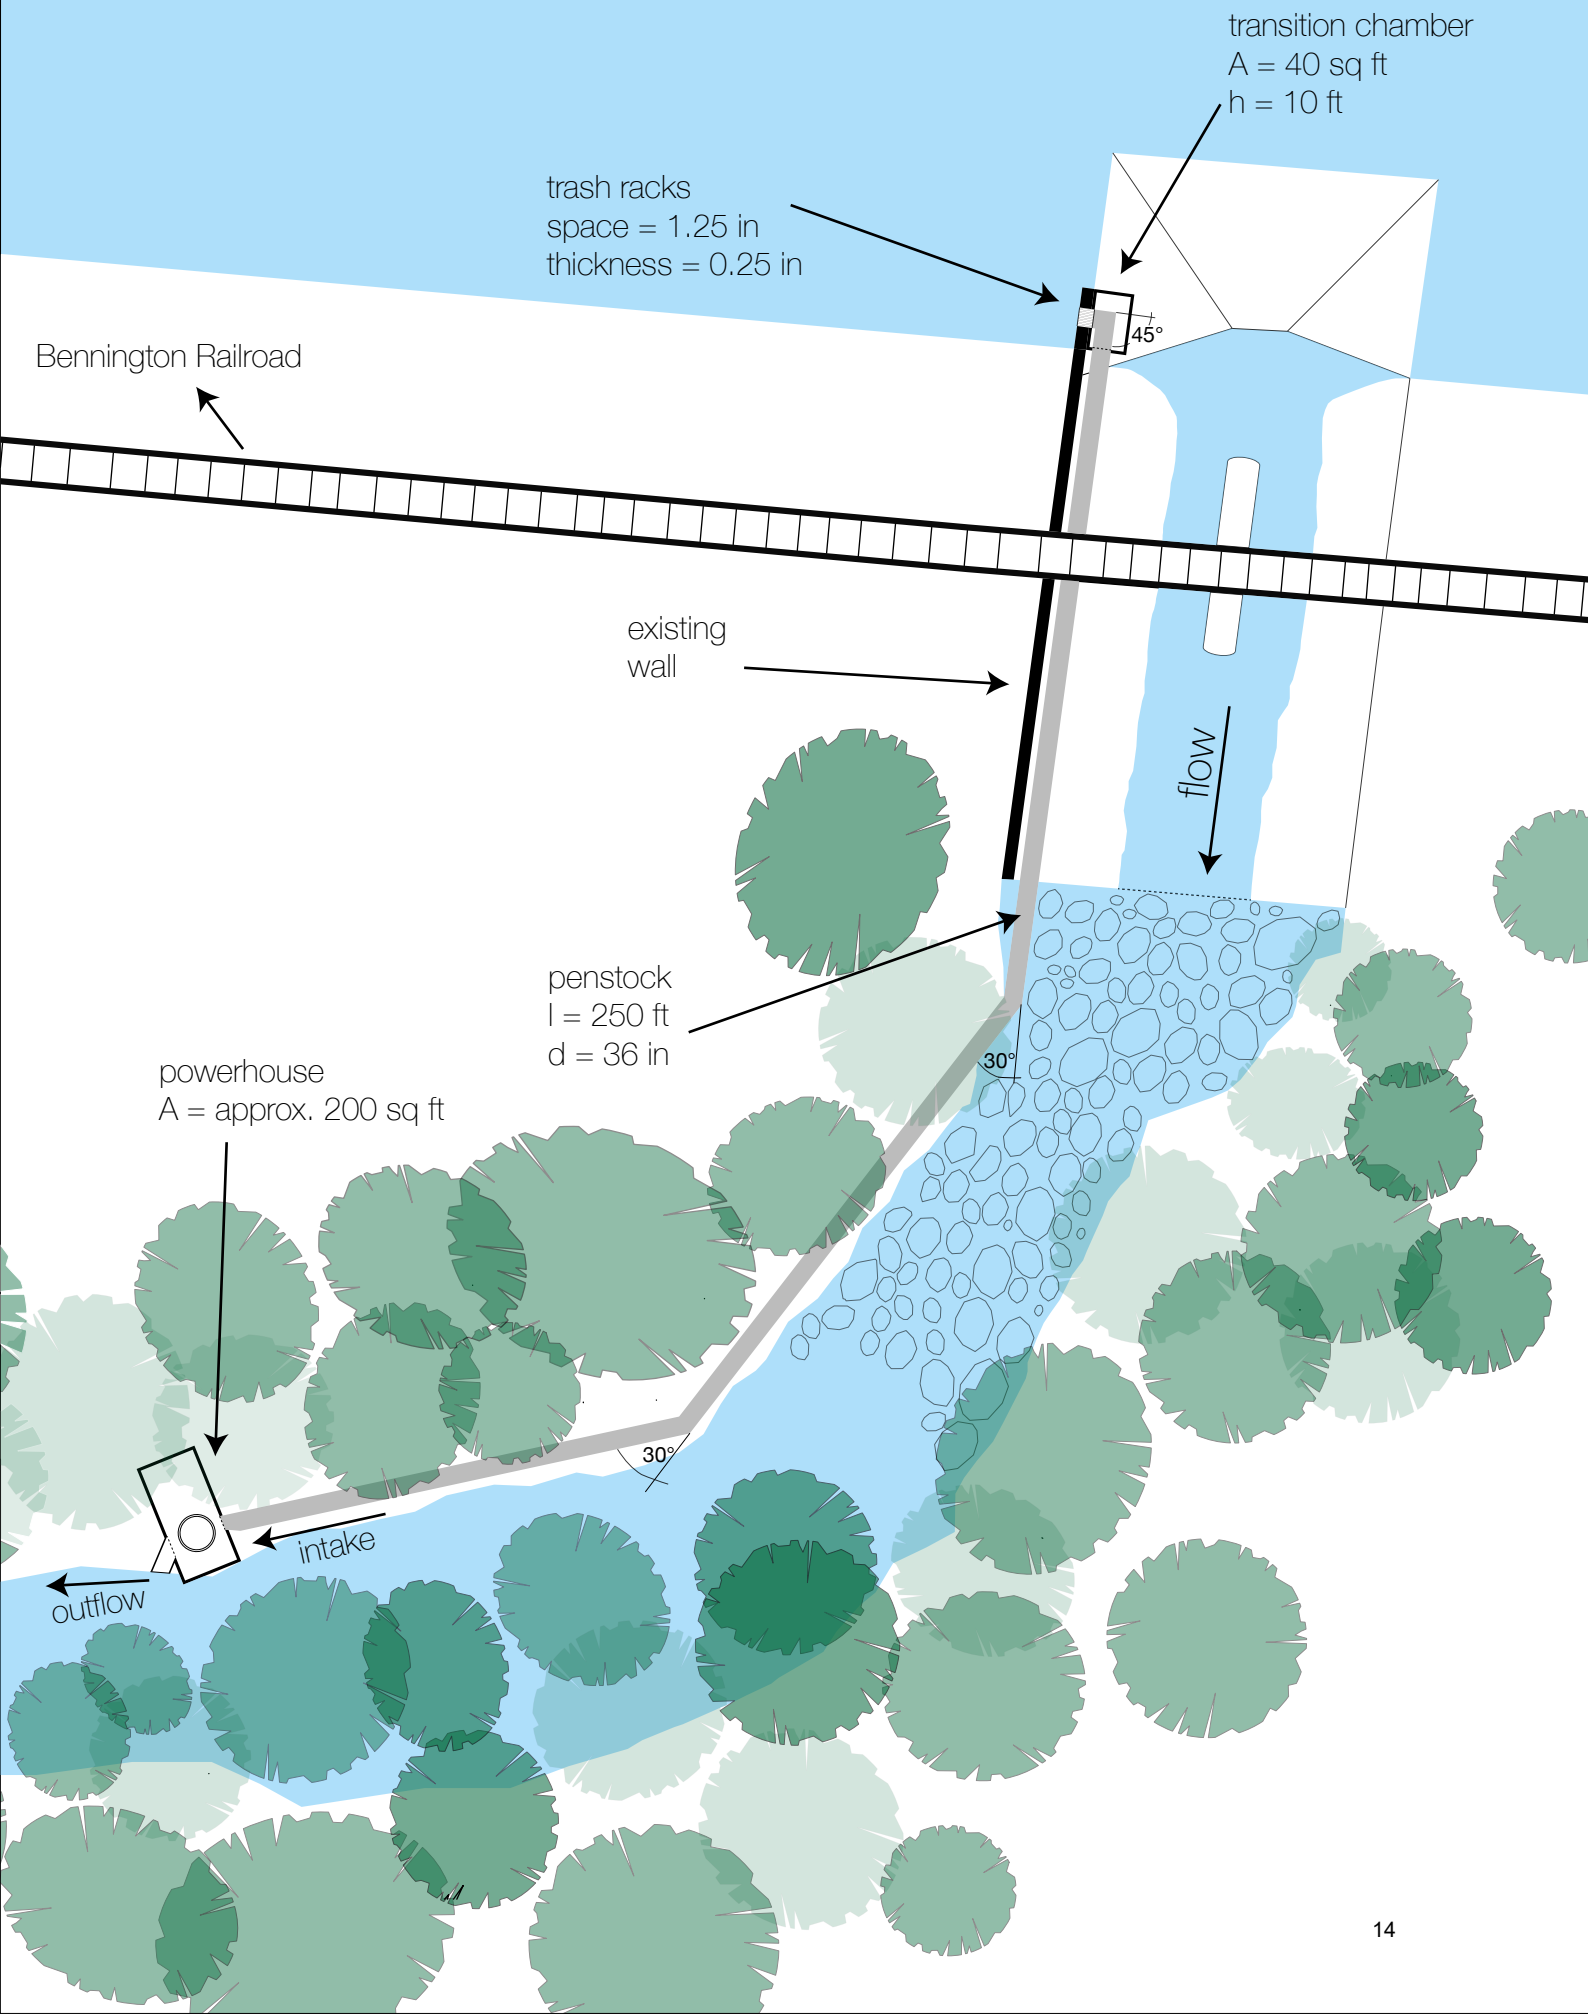 transition chamber
A = 40 sq ft
h = 10 ft
trash racks
space = 1.25 in
thickness = 0.25 in
45°
Bennington Railroad
existing
wall
flow
penstock
l = 250 ft
d = 36 in
30°
powerhouse
A = approx. 200 sq ft
30°
intake
outflow
14